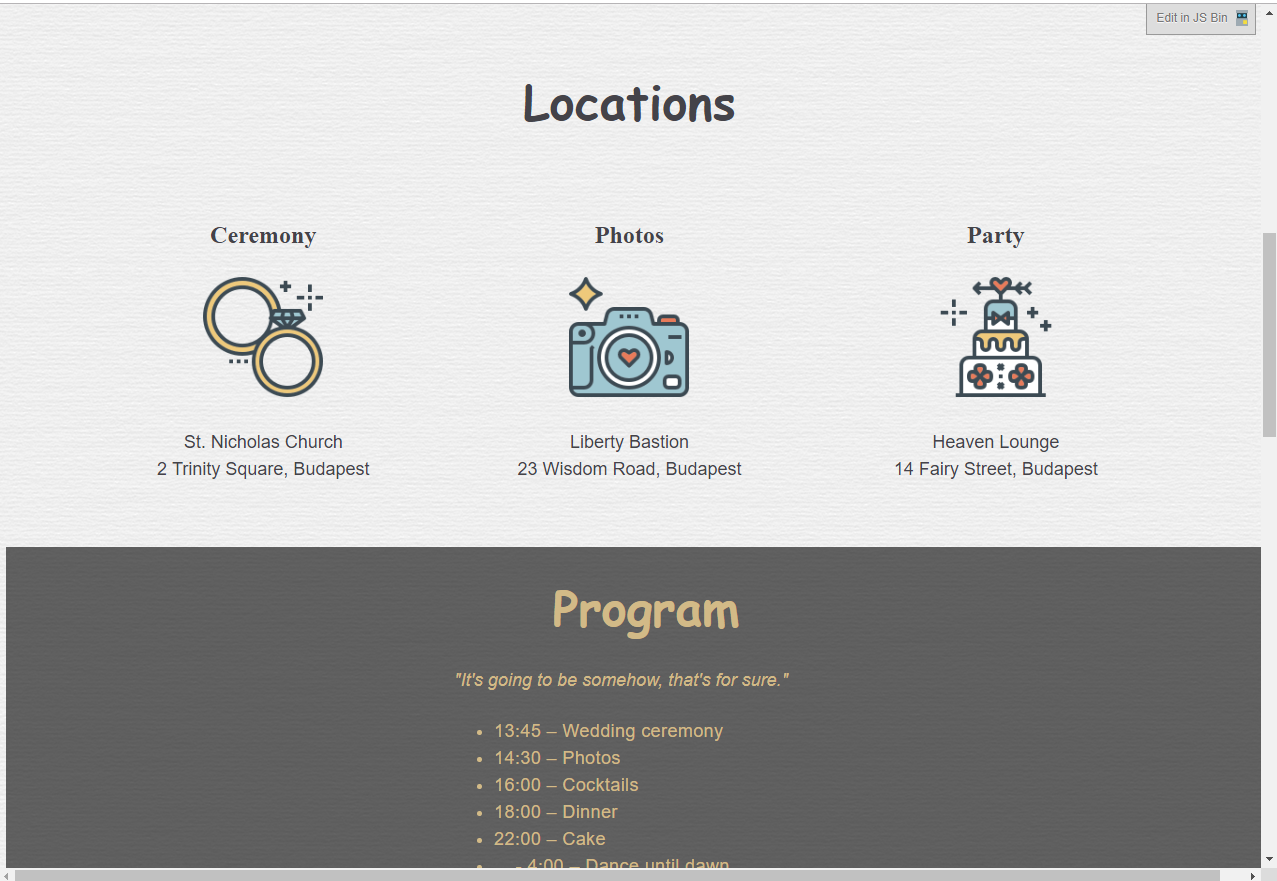 Edit in JS Bin
Locations
Ceremony
Photos
Party
St. Nicholas Church
2 Trinity Square, Budapest
Liberty Bastion
23 Wisdom Road, Budapest
Heaven Lounge
14 Fairy Street, Budapest
Program
"It's going to be somehow, that's for sure."
• 13:45 – Wedding ceremony
• 14:30 – Photos
• 16:00 – Cocktails
• 18:00 – Dinner
• 22:00 – Cake
• - 4:00 – Dance until dawn